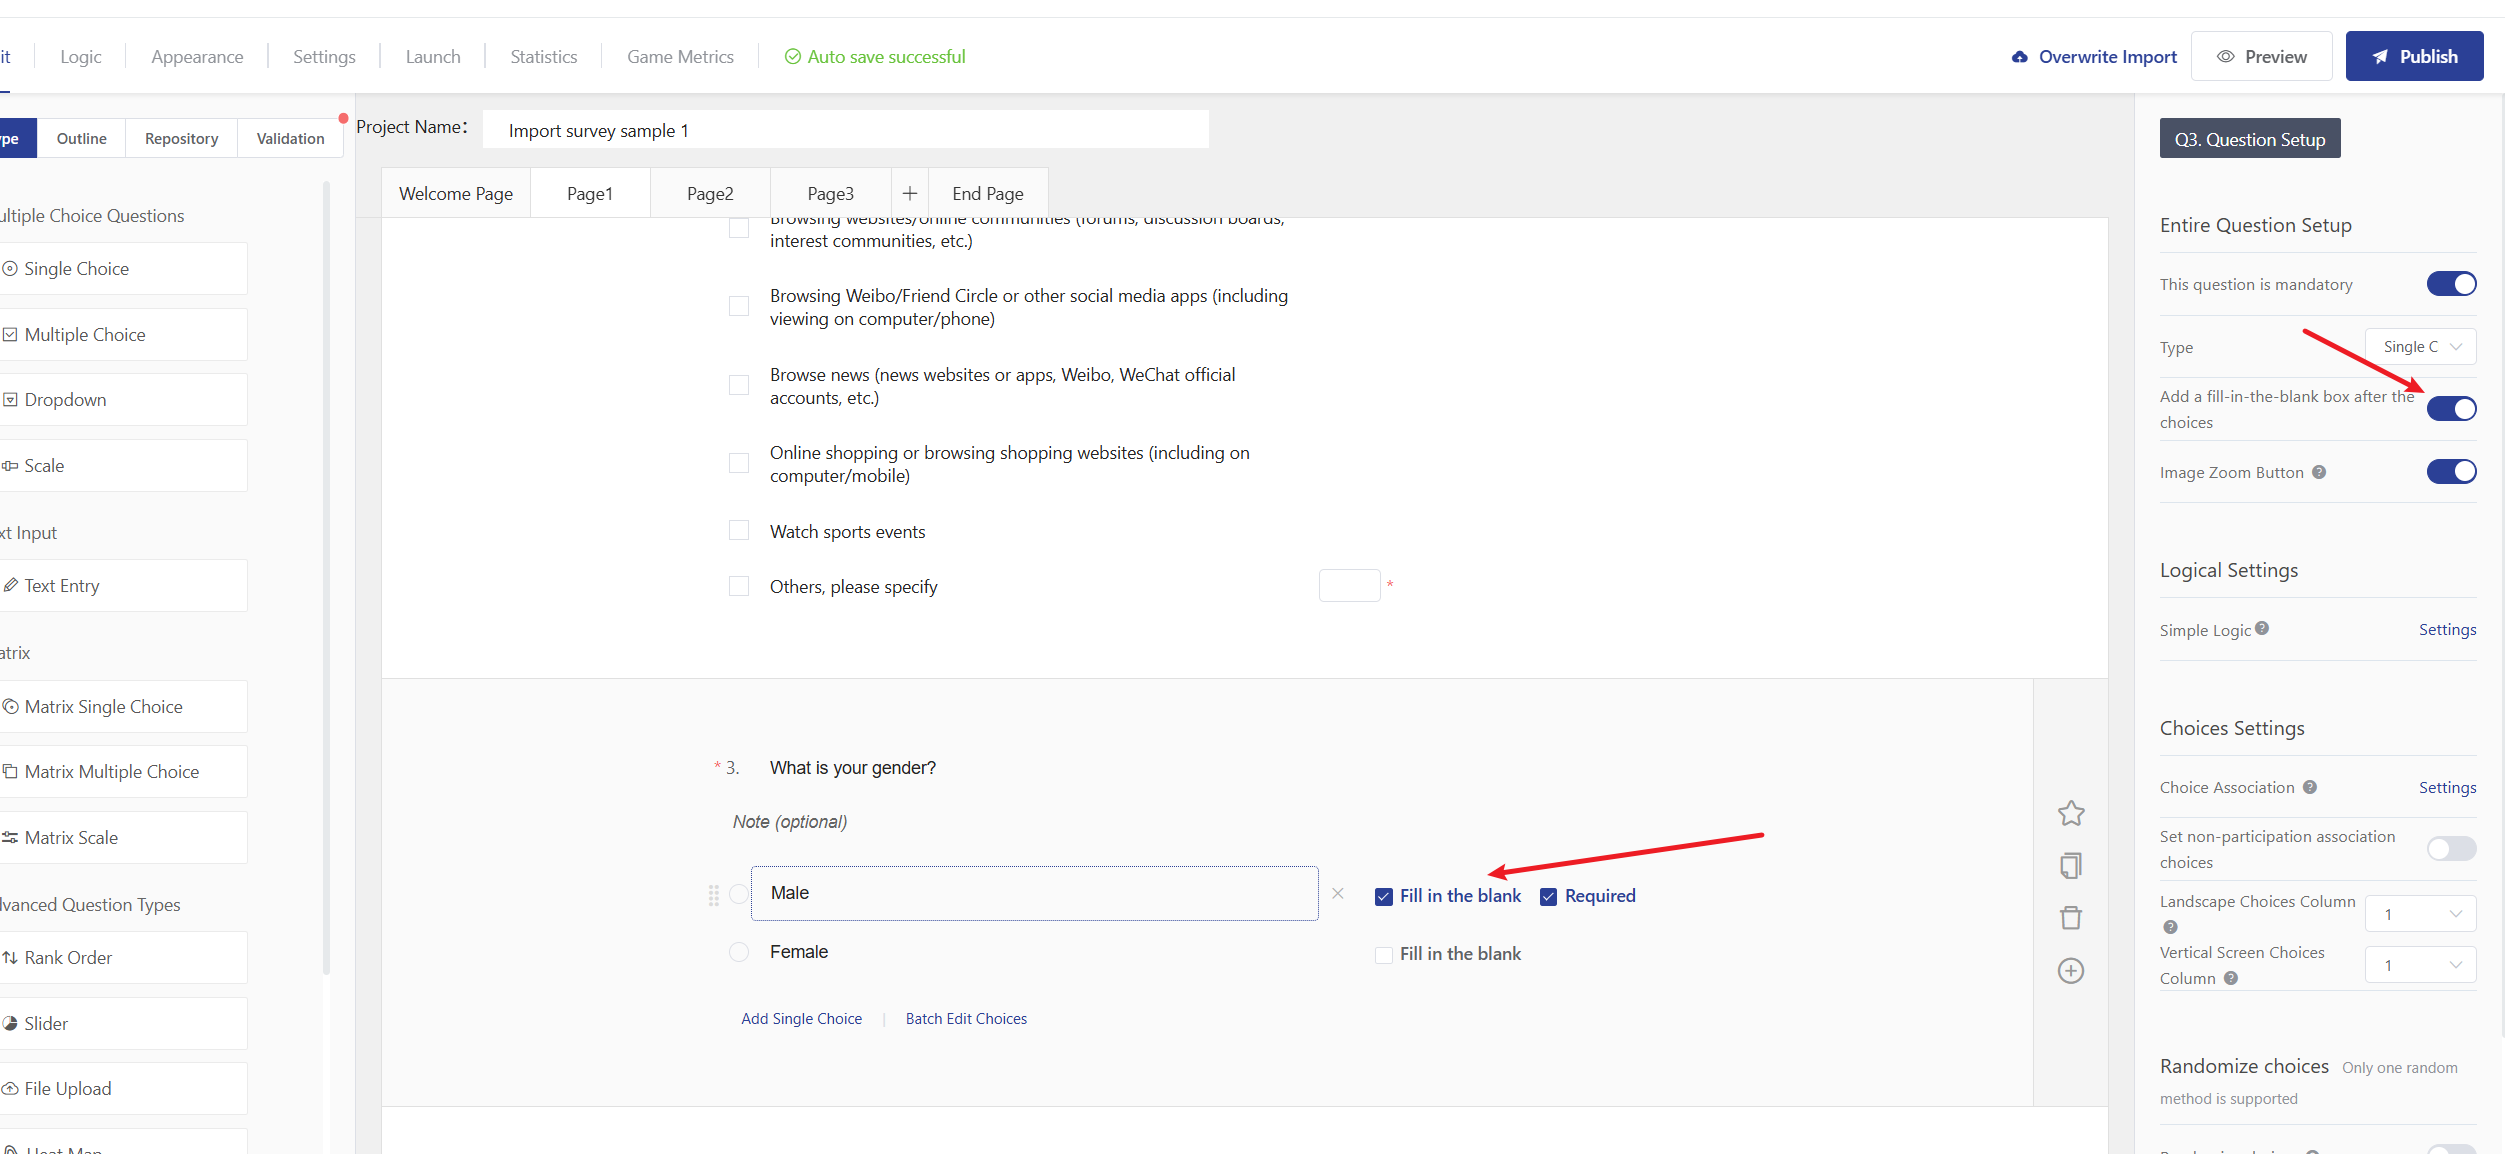 it
Logic
Appearance
Settings
Launch
Statistics
Game Metrics
Auto save successful
Overwrite Import
Preview
Publish
pe
Outline
Repository
Validation
ultiple Choice Questions
Single Choice
Multiple Choice
Dropdown
Scale
xt Input
Text Entry
atrix
Matrix Single Choice
Matrix Multiple Choice
Matrix Scale
lvanced Question Types
Rank Order
Slider
File Upload
Heat Map
Project Name：
Import survey sample 1
Welcome Page
Page1
Page2
Page3
End Page
Browsing websites/online communities (forums, discussion boards,
interest communities, etc.)
Browsing Weibo/Friend Circle or other social media apps (including
viewing on computer/phone)
Browse news (news websites or apps, Weibo, WeChat official
accounts, etc.)
Online shopping or browsing shopping websites (including on
computer/mobile)
Watch sports events
Others, please specify *
* 3. What is your gender?
Note (optional)
Male
Fill in the blank
Required
Female
Fill in the blank
Add Single Choice | Batch Edit Choices
Q3. Question Setup
Entire Question Setup
This question is mandatory
Type
Single C
Add a fill-in-the-blank box after the
choices
Image Zoom Button
Logical Settings
Simple Logic
Settings
Choices Settings
Choice Association
Settings
Set non-participation association
choices
Landscape Choices Column
1
Vertical Screen Choices
Column
1
Randomize choices Only one random
method is supported